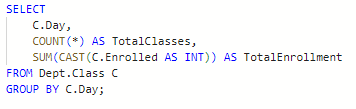 SELECT
    C.Day,
    COUNT(*) AS TotalClasses,
    SUM(CAST(C.Enrolled AS INT)) AS TotalEnrollment
FROM Dept.Class C
GROUP BY C.Day;